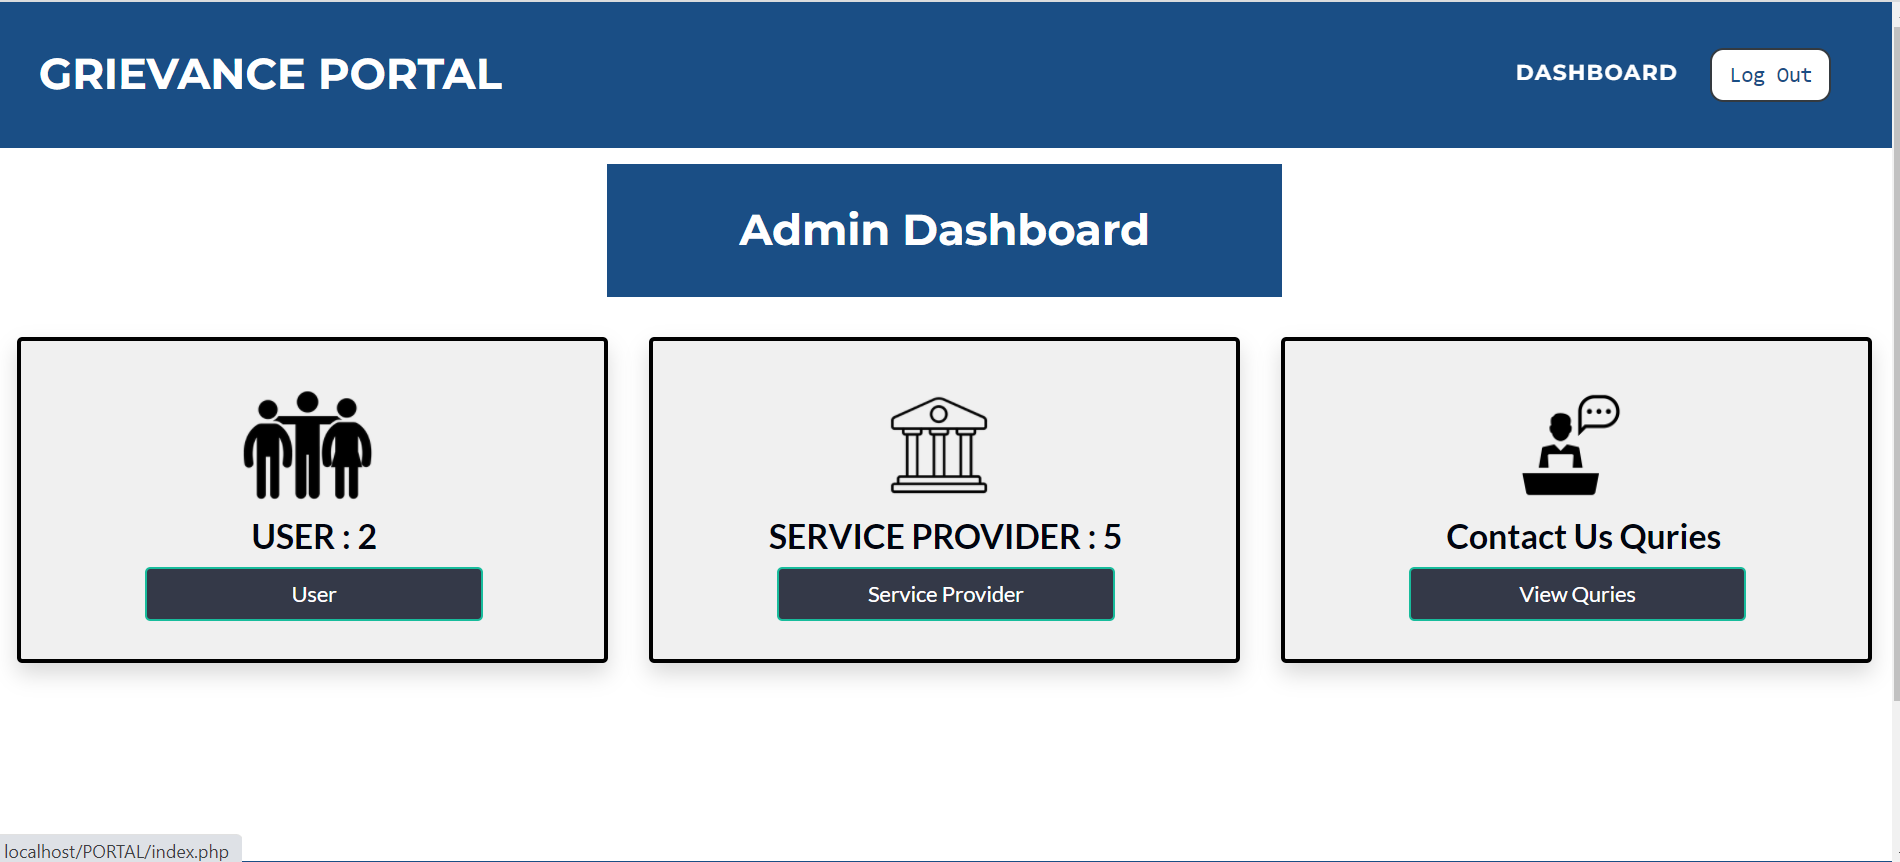 GRIEVANCE PORTAL
DASHBOARD
Log Out
Admin Dashboard
USER : 2
User
SERVICE PROVIDER : 5
Service Provider
Contact Us Quries
View Quries
localhost/PORTAL/index.php